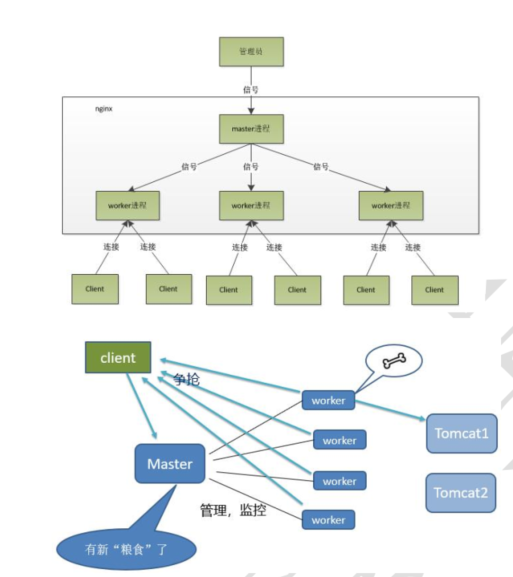 管理员
信号
nginx
master进程
信号
信号
信号
worker进程
worker进程
worker进程
连接
连接
连接
连接
连接
连接
Client
Client
Client
Client
Client
Client
client
争抢
worker
Tomcat1
worker
Master
worker
Tomcat2
管理，监控
worker
有新“粮食”了